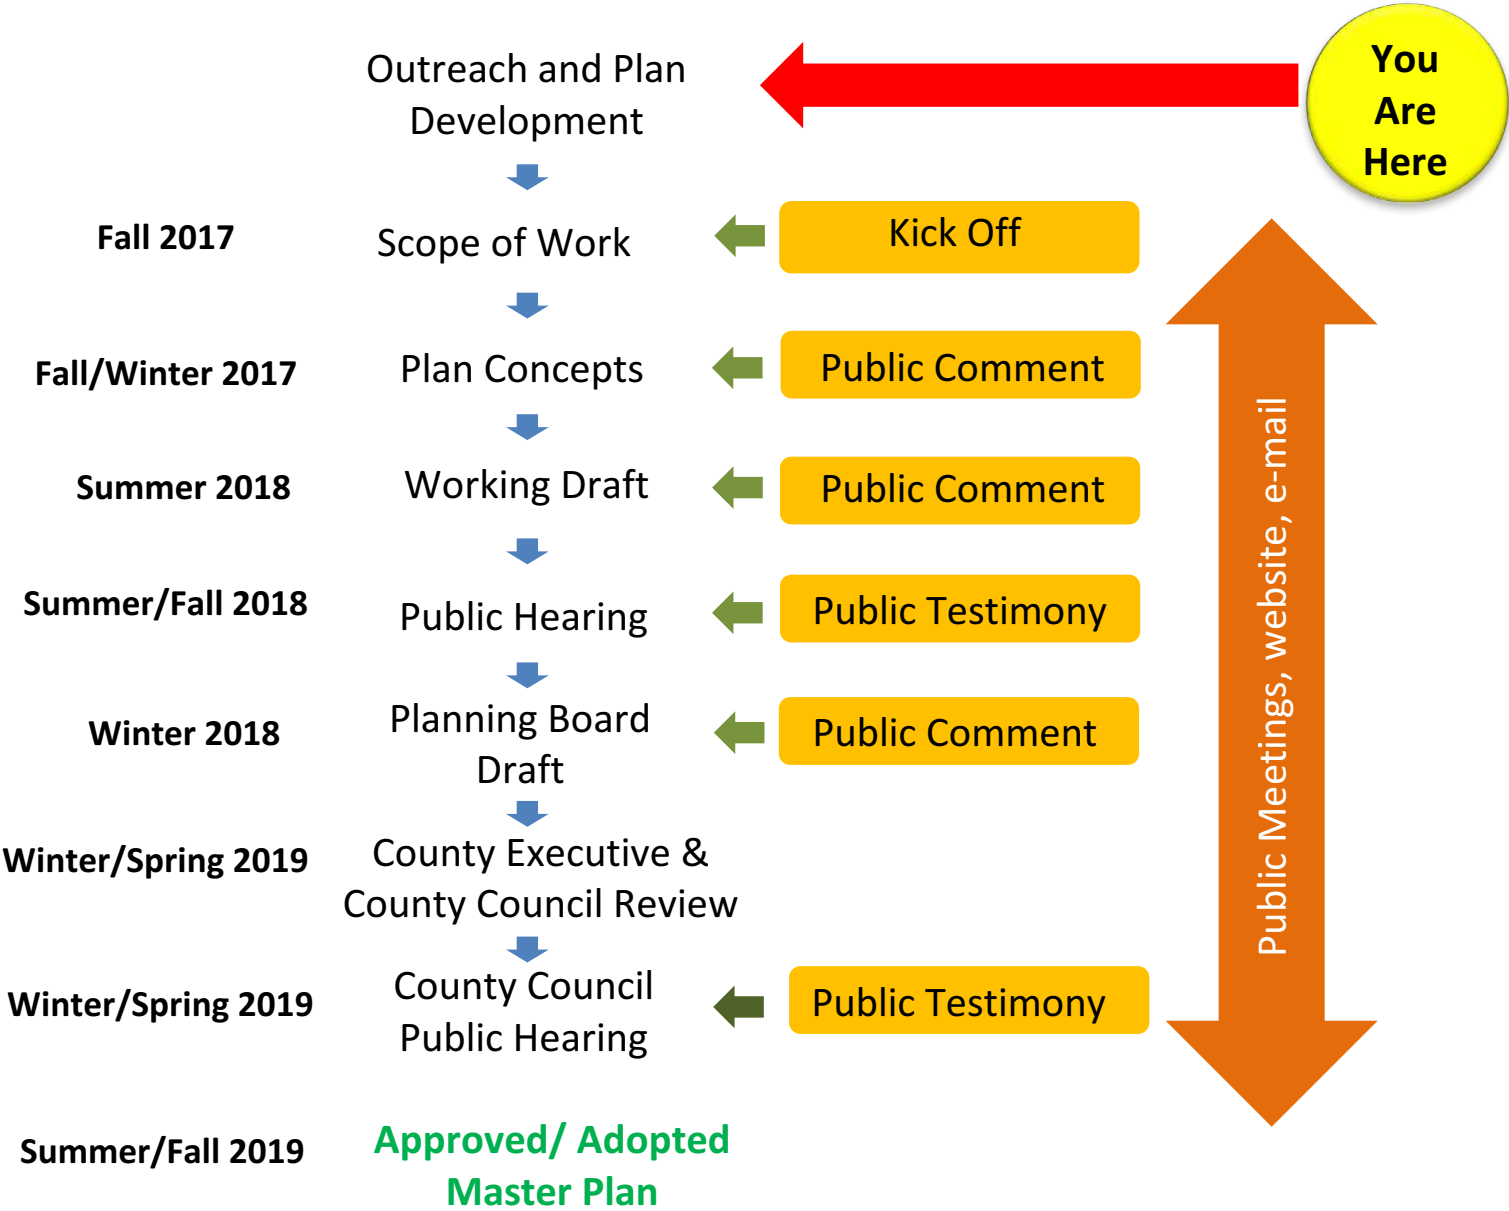 Outreach and Plan
Development
You
Are
Here
Fall 2017
Scope of Work
Kick Off
Fall/Winter 2017
Plan Concepts
Public Comment
Summer 2018
Working Draft
Public Comment
Summer/Fall 2018
Public Hearing
Public Testimony
Winter 2018
Planning Board
Draft
Public Comment
Winter/Spring 2019
County Executive &
County Council Review
Winter/Spring 2019
County Council
Public Hearing
Public Testimony
Public Meetings, website, e-mail
Summer/Fall 2019
Approved/ Adopted
Master Plan